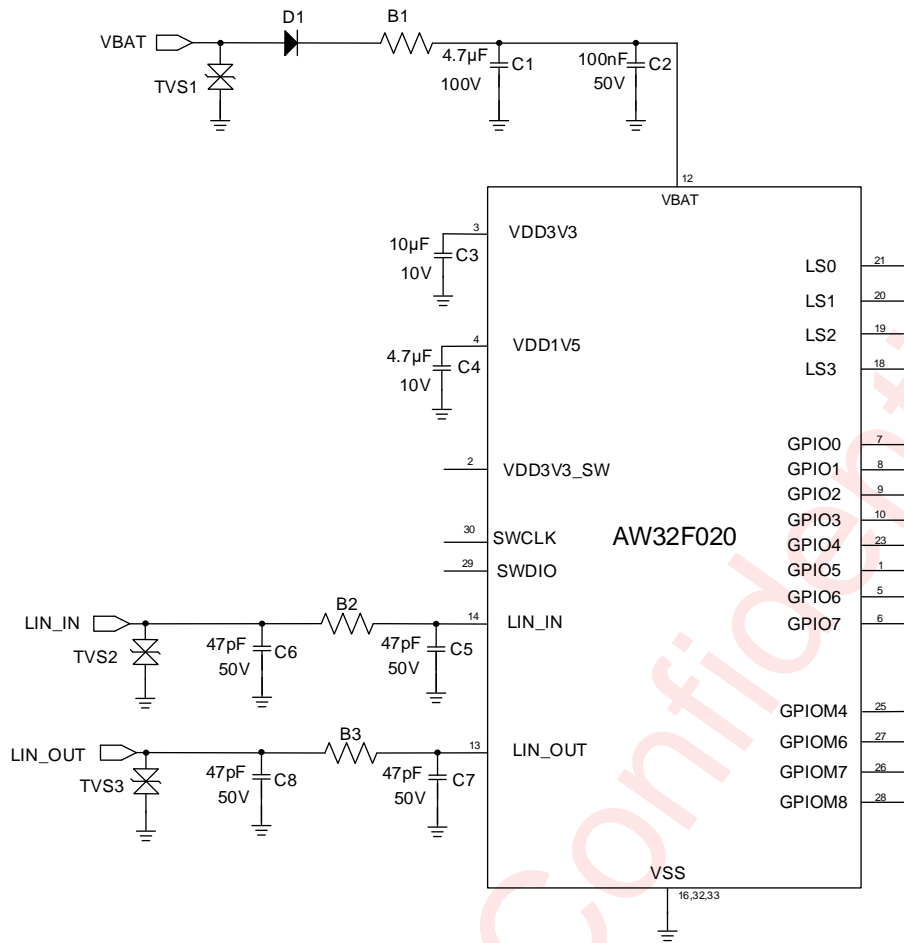 D1 B1
VBAT
TVS1
4.7µF C1
100V
100nF C2
50V
12
VBAT
3 VDD3V3
10µF C3
10V
LS0 21
LS1 20
LS2 19
LS3 18
4 VDD1V5
4.7µF C4
10V
GPIO0 7
GPIO1 8
GPIO2 9
GPIO3 10
GPIO4 23
GPIO5 1
GPIO6 5
GPIO7 6
2 VDD3V3_SW
30 SWCLK
29 SWDIO
AW32F020
LIN_IN
TVS2
47pF C6
50V
B2
47pF C5
50V
14 LIN_IN
LIN_OUT
TVS3
47pF C8
50V
B3
47pF C7
50V
13 LIN_OUT
GPIOM4 25
GPIOM6 27
GPIOM7 26
GPIOM8 28
VSS
16,32,33
Confidenti